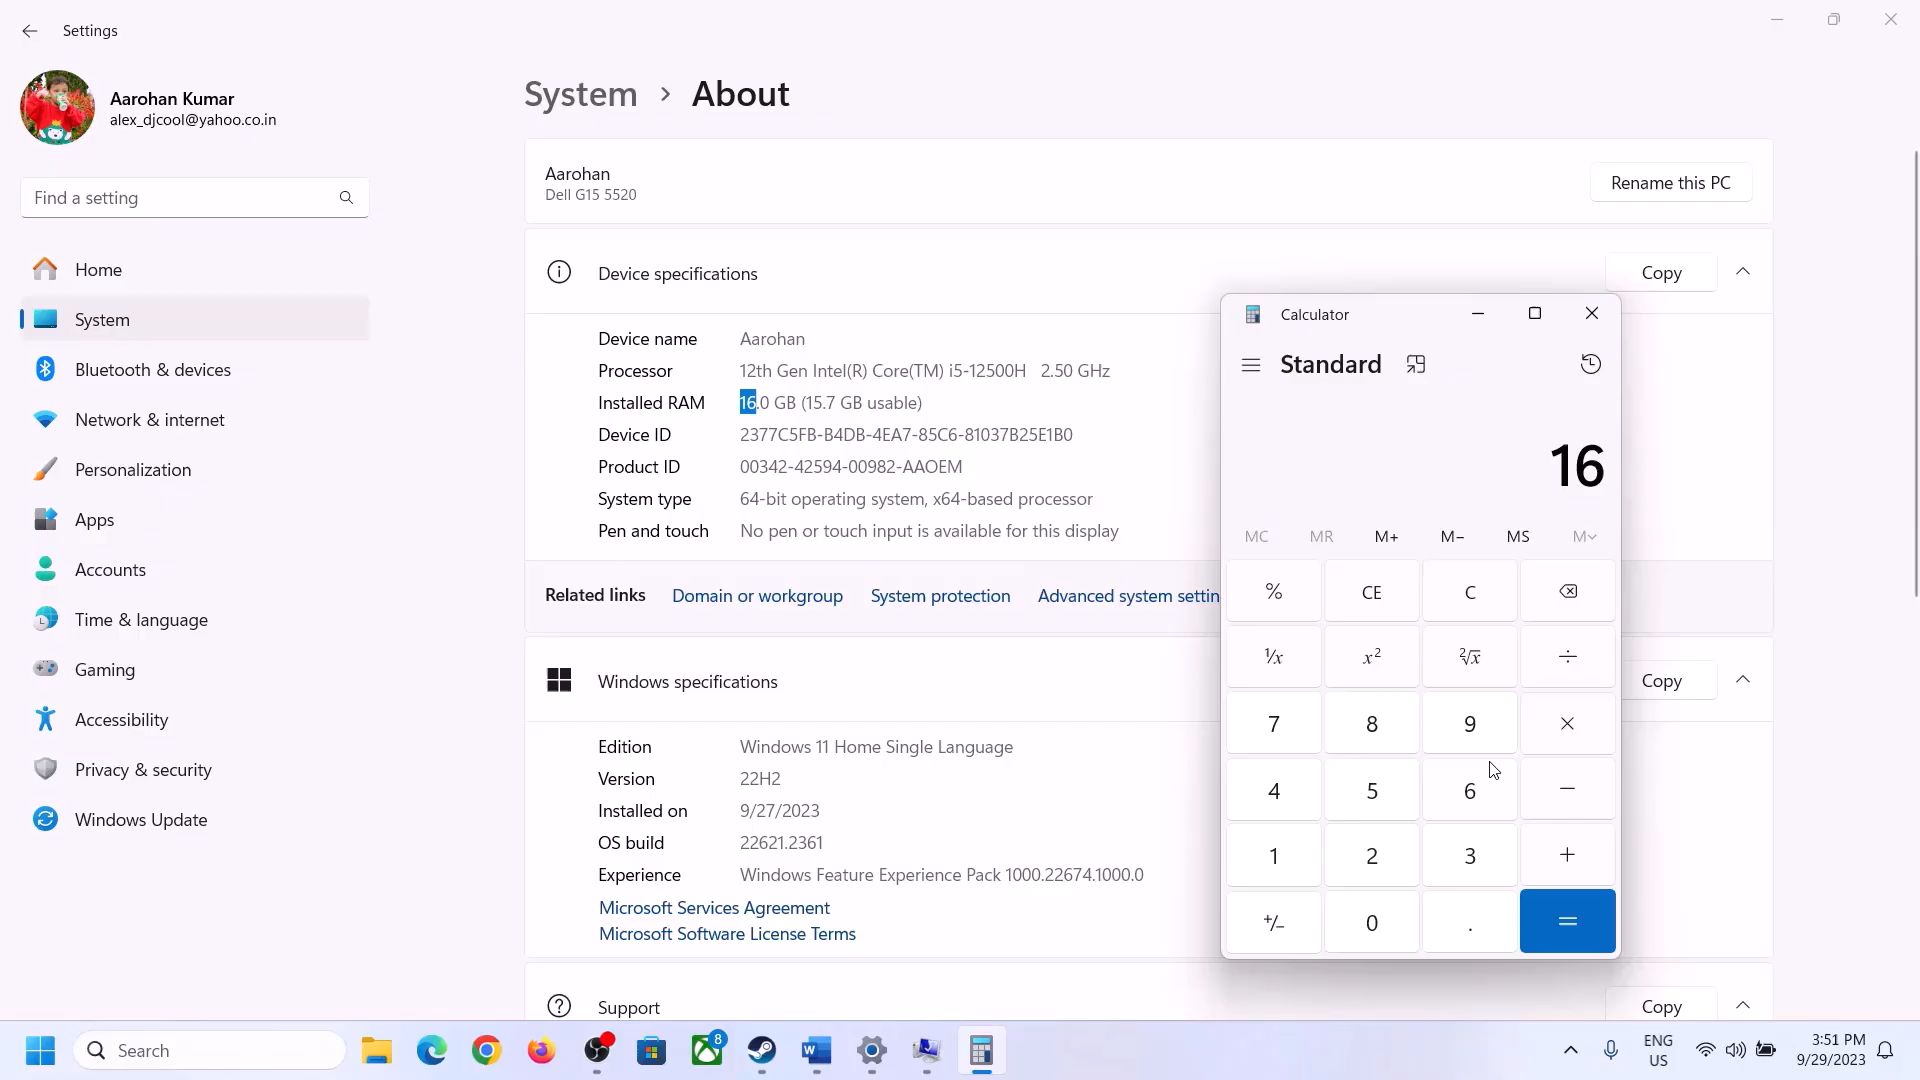 Settings
Aarohan Kumar
alex_djcool@yahoo.co.in
Find a setting
Home
System
Bluetooth & devices
Network & internet
Personalization
Apps
Accounts
Time & language
Gaming
Accessibility
Privacy & security
Windows Update
System > About
Aarohan
Dell G15 5520
Rename this PC
Device specifications
Copy
Device name Aarohan
Processor 12th Gen Intel(R) Core(TM) i5-12500H 2.50 GHz
Installed RAM 16.0 GB (15.7 GB usable)
Device ID 2377C5FB-B4DB-4EA7-85C6-81037B25E1B0
Product ID 00342-42594-00982-AAOEM
System type 64-bit operating system, x64-based processor
Pen and touch No pen or touch input is available for this display
Related links Domain or workgroup System protection Advanced system settin
Windows specifications
Copy
Edition Windows 11 Home Single Language
Version 22H2
Installed on 9/27/2023
OS build 22621.2361
Experience Windows Feature Experience Pack 1000.22674.1000.0
Microsoft Services Agreement
Microsoft Software License Terms
Support
Copy
Calculator
Standard
16
MC MR M+ M− MS M
% CE C
¹/x x² ²√x ÷
7 8 9 ×
4 5 6 −
1 2 3 +
+/− 0 . =
Search
8
ENG
US
3:51 PM
9/29/2023